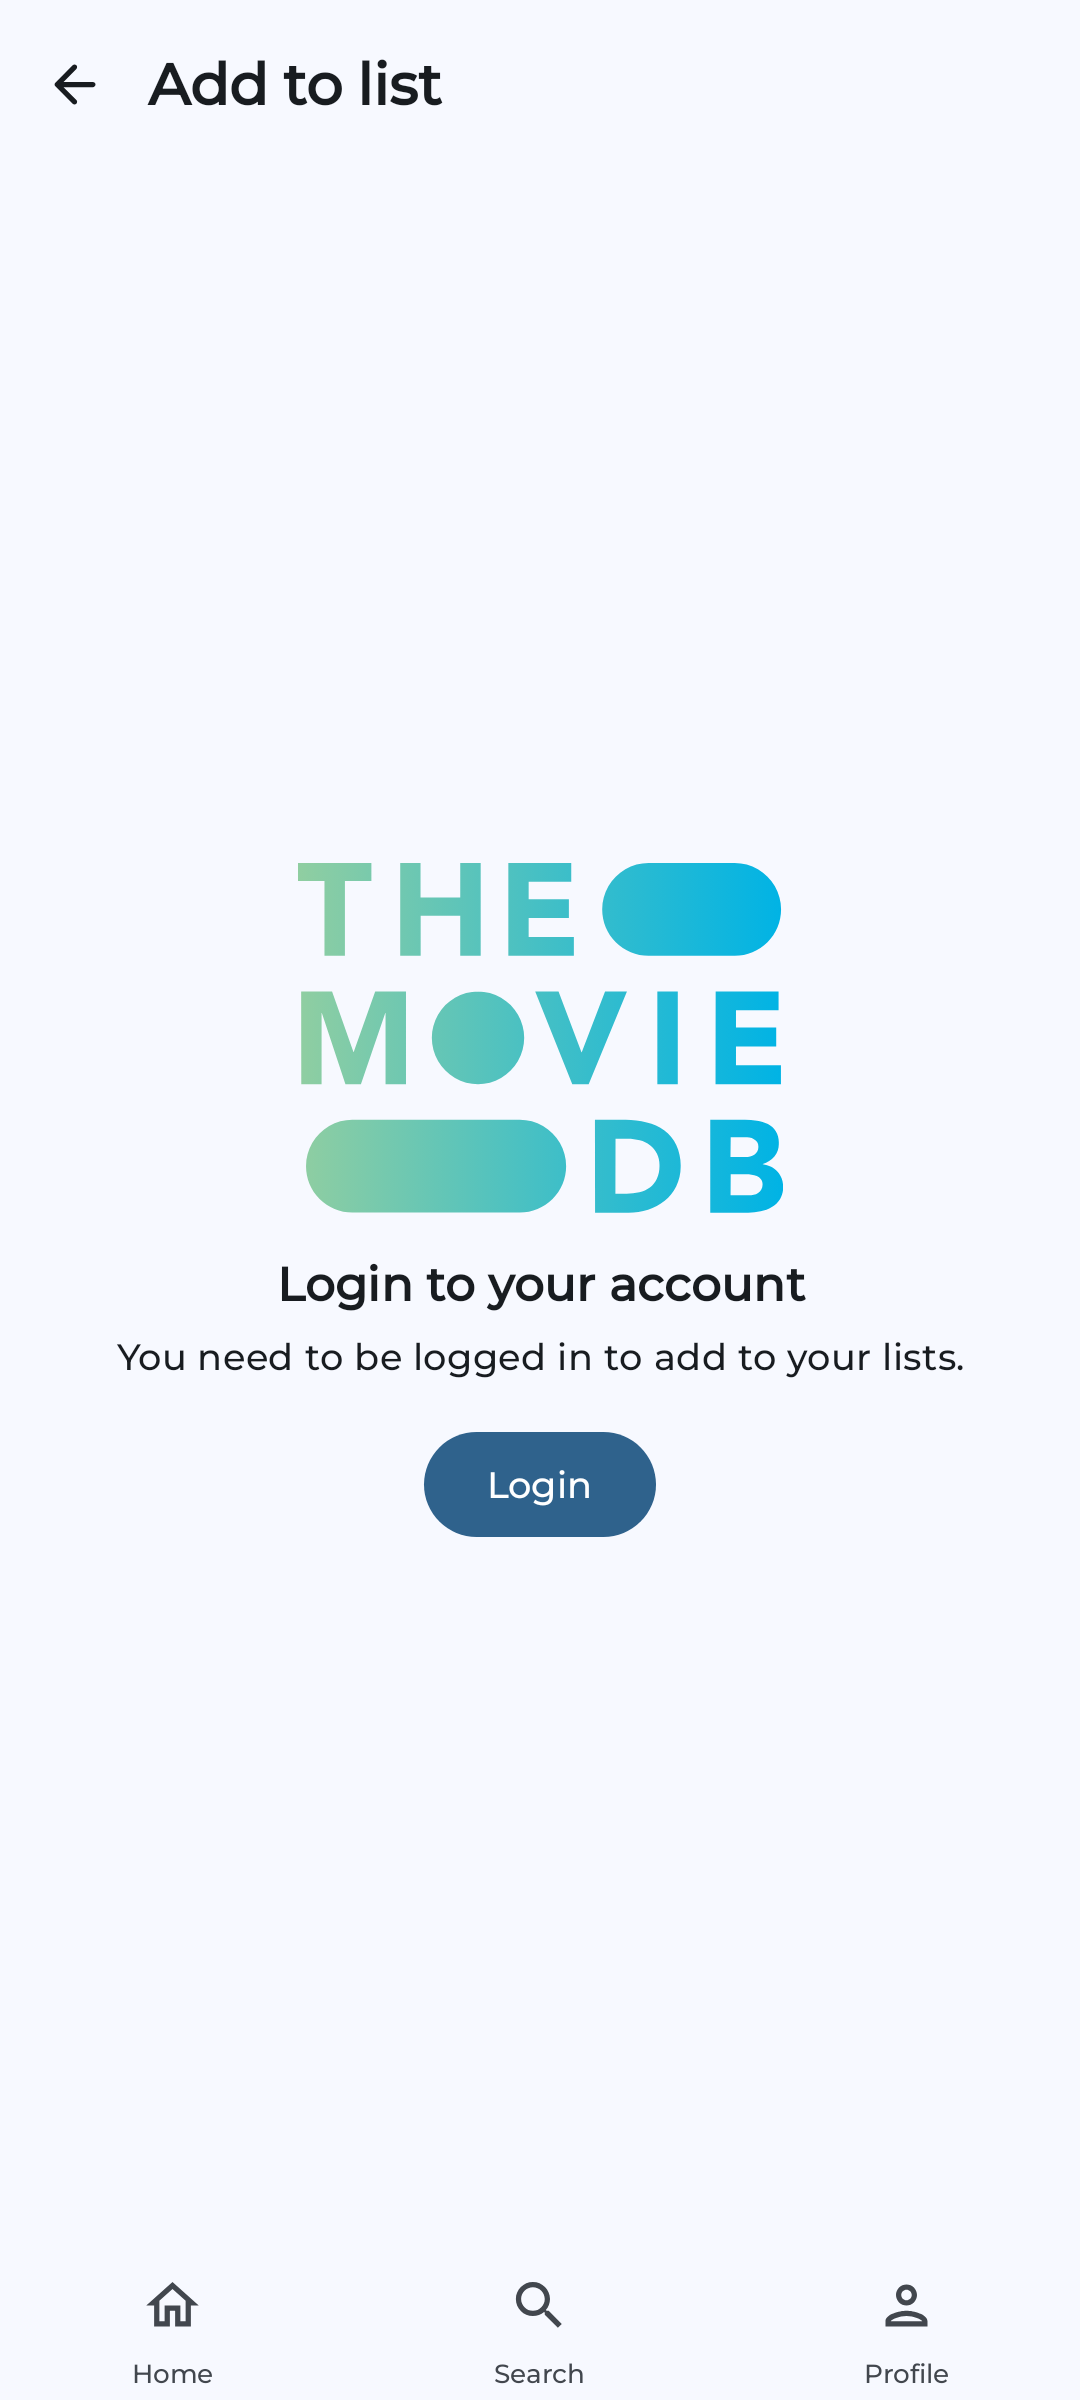 Add to list
THE
MOVIE
DB
Login to your account
You need to be logged in to add to your lists.
Login
Home
Search
Profile